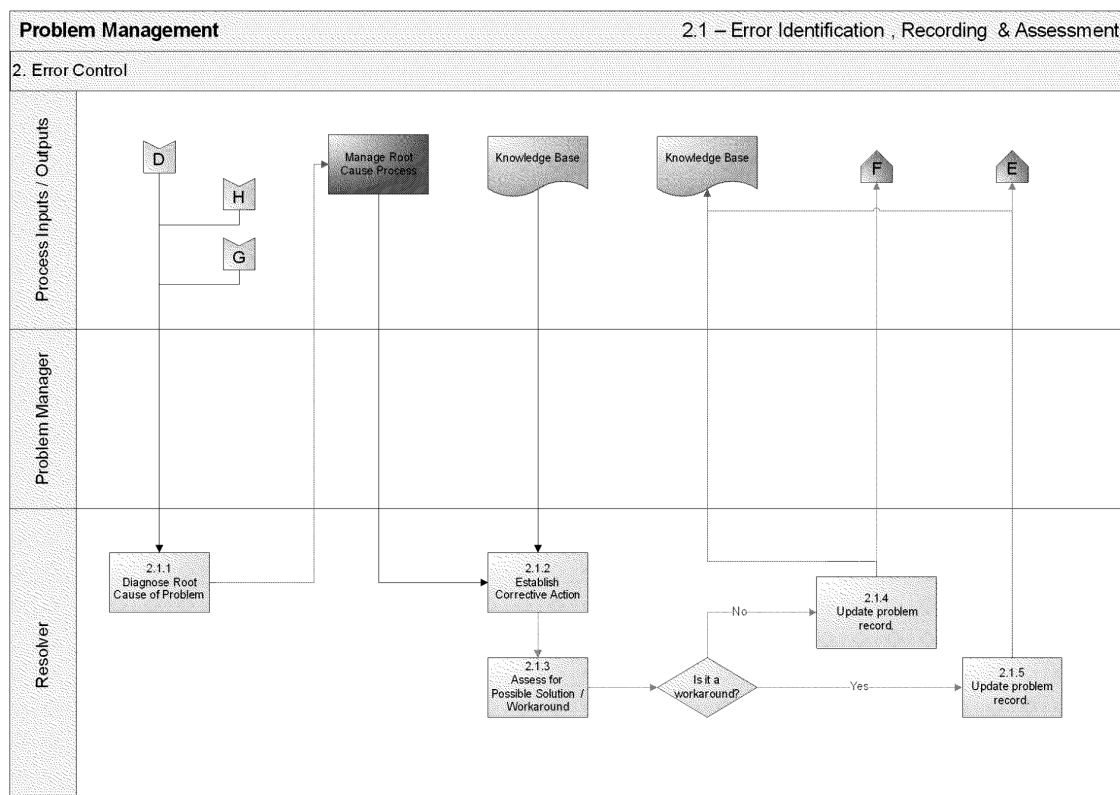 Problem Management
2.1 – Error Identification , Recording & Assessment
2. Error Control
Process Inputs / Outputs
D
H
G
Manage Root
Cause Process
Knowledge Base
Knowledge Base
F
E
Problem Manager
Resolver
2.1.1
Diagnose Root
Cause of Problem
2.1.2
Establish
Corrective Action
2.1.3
Assess for
Possible Solution /
Workaround
Is it a
workaround?
No
Yes
2.1.4
Update problem
record.
2.1.5
Update problem
record.